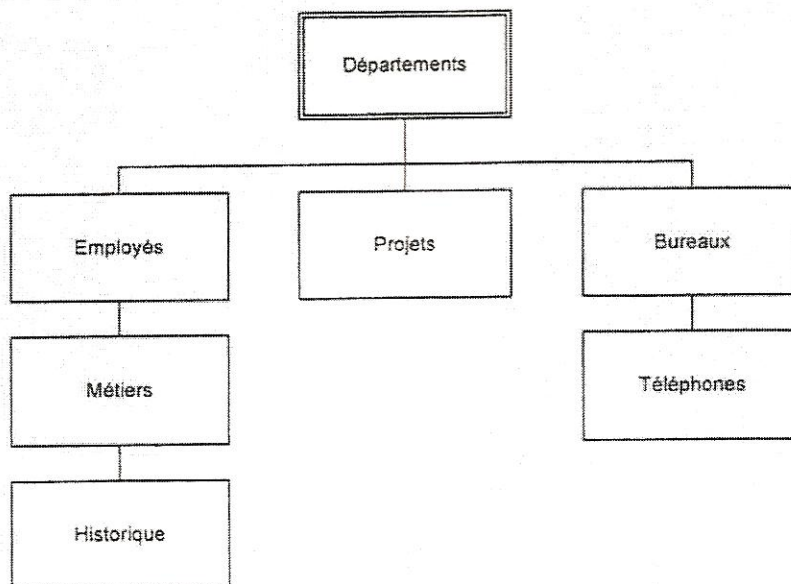 Départements
Employés
Projets
Bureaux
Métiers
Téléphones
Historique